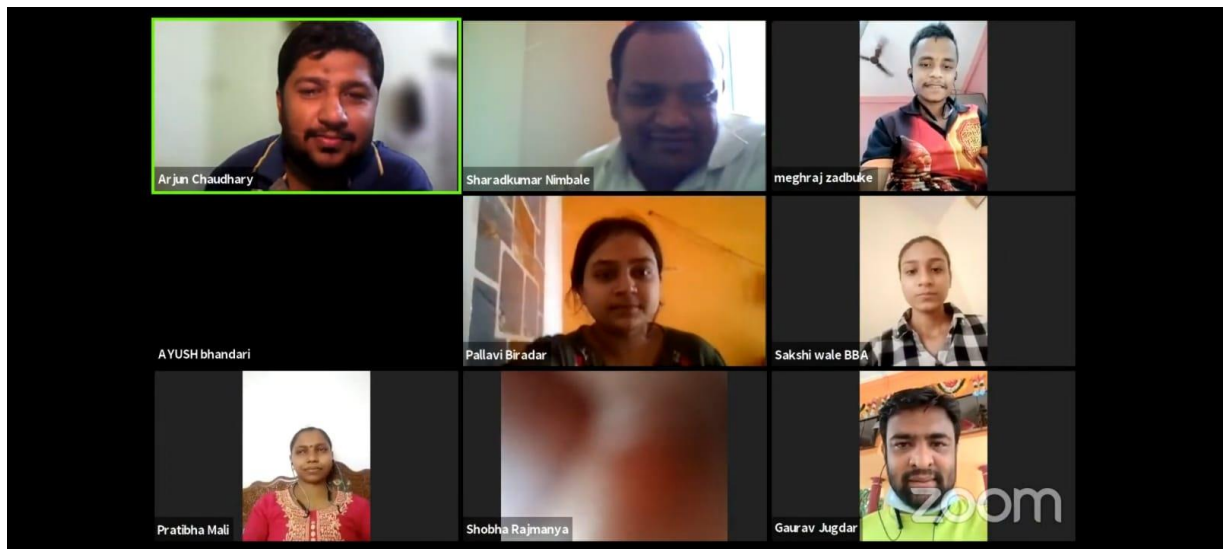 Arjun Chaudhary
Sharadkumar Nimbale
meghraj zadbuke
AYUSH bhandari
Pallavi Biradar
Sakshi wale BBA
Pratibha Mali
Shobha Rajmanya
Gaurav Jugdar
zoom